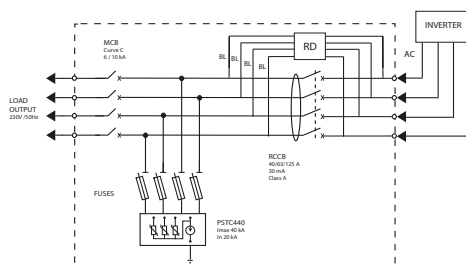 INVERTER
MCB
Curve C
6 / 10 kA
BL
BL
BL
BL
RD
AC
LOAD
OUTPUT
230V /50Hz
RCCB
40/63/125 A
30 mA
Class A
FUSES
PSTC440
Imax 40 kA
In 20 kA